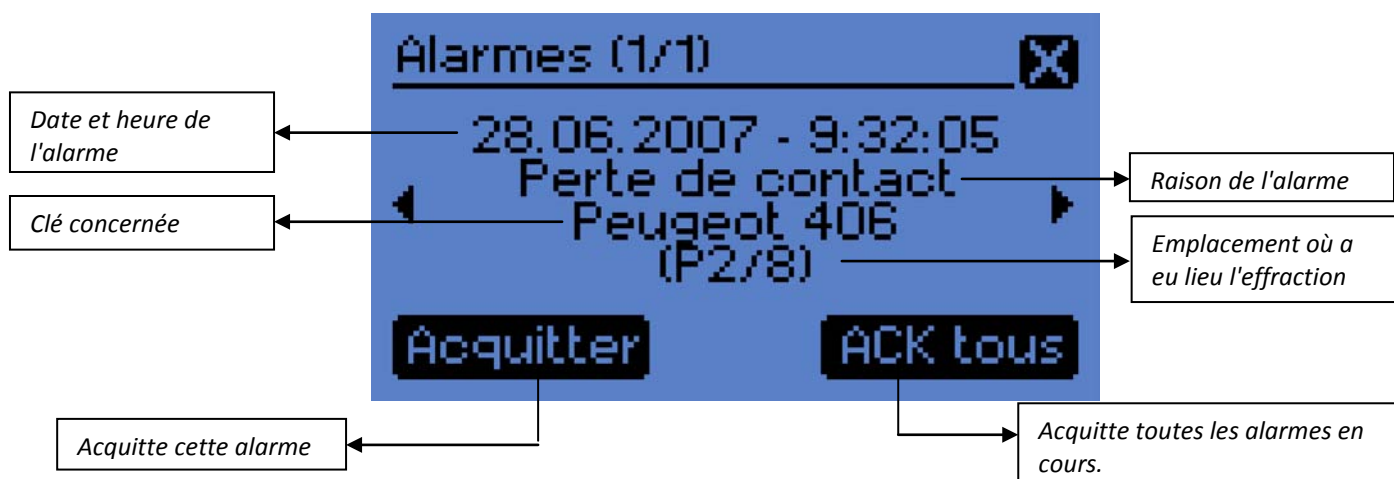 Alarmes (1/1)
X
Date et heure de
l'alarme
28.06.2007 - 9:32:05
Perte de contact
Raison de l'alarme
Clé concernée
Peugeot 406
(P2/8)
Emplacement où a
eu lieu l'effraction
Acquitter
ACK tous
Acquitte cette alarme
Acquitte toutes les alarmes en
cours.